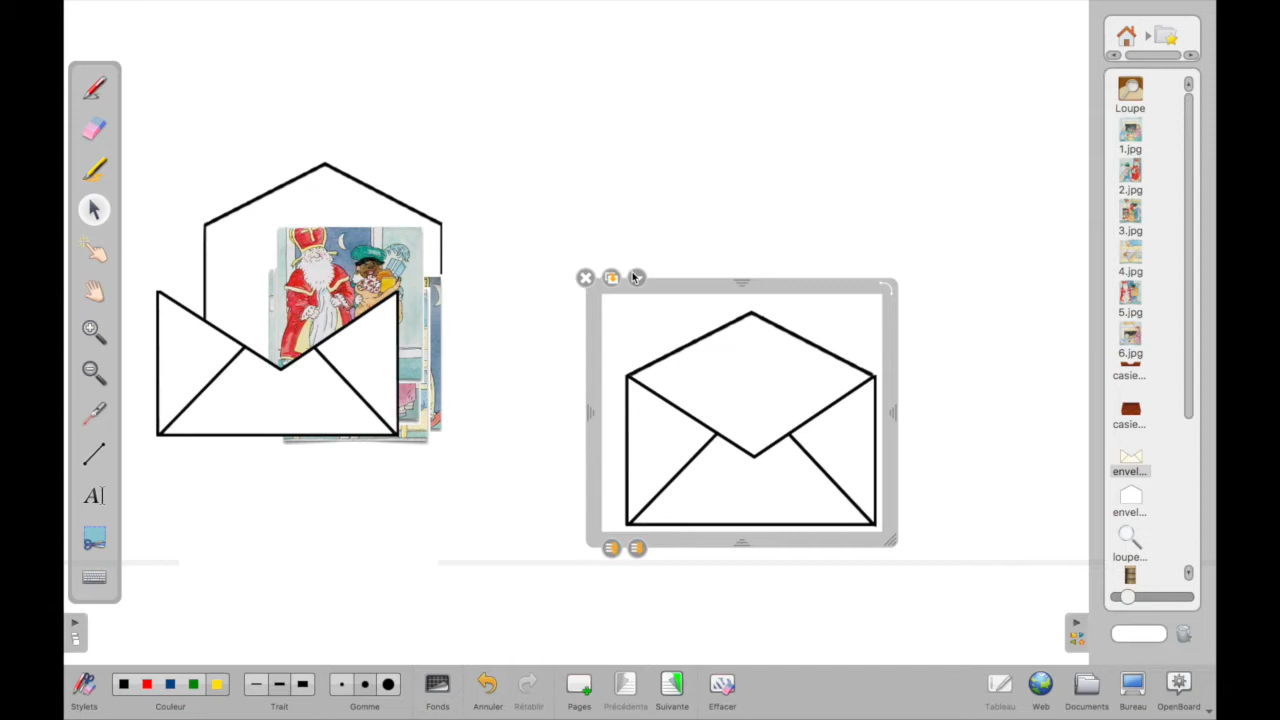 Loupe
1.jpg
2.jpg
3.jpg
4.jpg
5.jpg
6.jpg
casie...
casie...
envel...
envel...
loupe...
AI
Stylets
Couleur
Trait
Gomme
Fonds
Annuler
Rétablir
Pages
Précédente
Suivante
Effacer
Tableau
Web
Documents
Bureau
OpenBoard